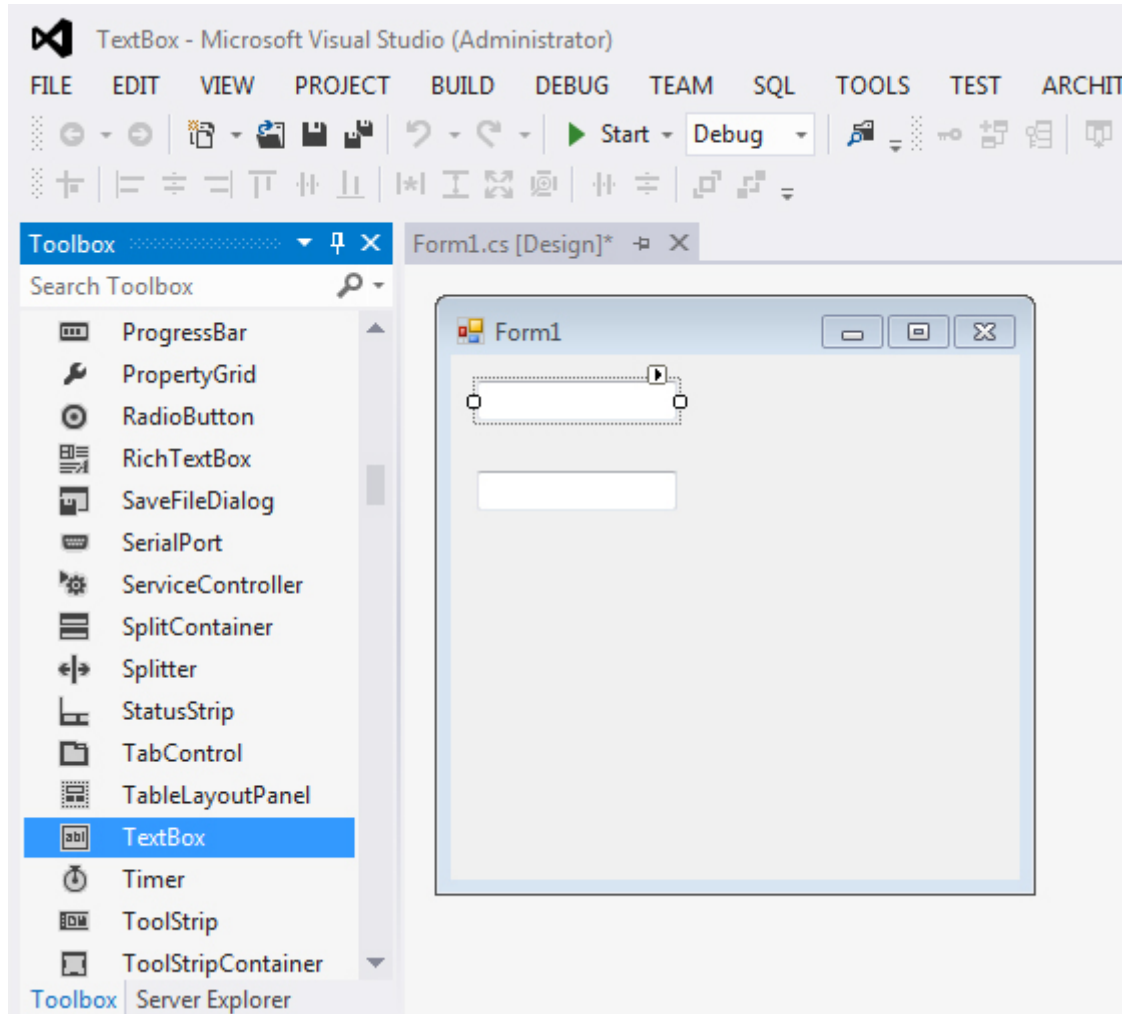 TextBox - Microsoft Visual Studio (Administrator)
FILE EDIT VIEW PROJECT BUILD DEBUG TEAM SQL TOOLS TEST ARCHIT
Start Debug
Toolbox
Form1.cs [Design]*
Search Toolbox
ProgressBar
Form1
PropertyGrid
RadioButton
RichTextBox
SaveFileDialog
SerialPort
ServiceController
SplitContainer
Splitter
StatusStrip
TabControl
TableLayoutPanel
abl TextBox
Timer
ToolStrip
ToolStripContainer
Toolbox Server Explorer